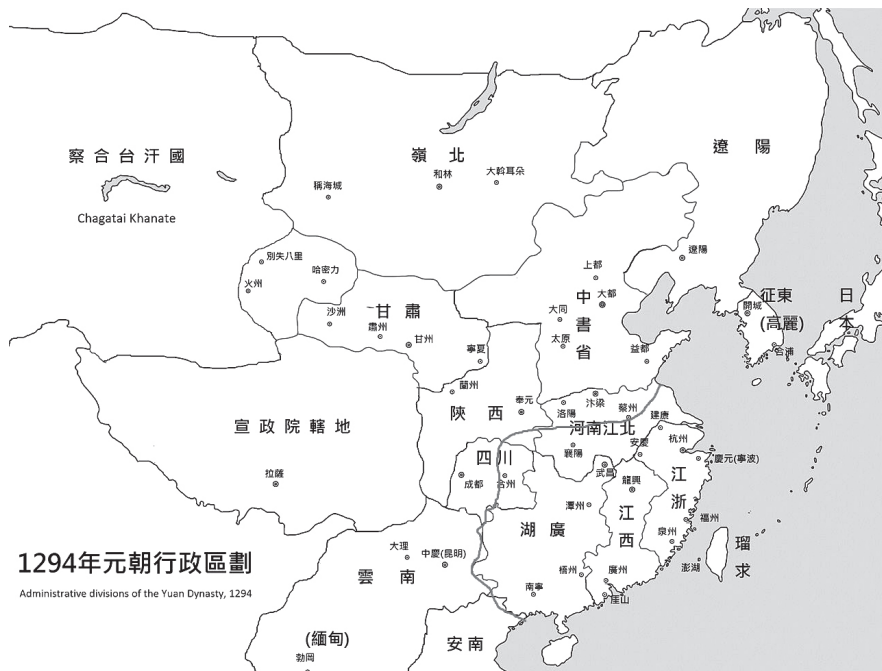 察合台汗國
Chagatai Khanate
嶺北
稱海城
和林
大斡耳朵
遼陽
遼陽
別失八里
火州
哈密力
甘肅
沙洲
肅州
甘州
寧夏
上都
大都
中書省
大同
太原
益都
征東
(高麗)
開城
合浦
日本
蘭州
陝西
奉元
洛陽
汴梁
蔡州
河南江北
襄陽
安慶
建康
杭州
慶元(寧波)
宣政院轄地
拉薩
四川
成都
合州
武昌
龍興
江浙
潭州
湖廣
江西
福州
泉州
澎湖
瑠求
梧州
廣州
崖山
南寧
大理
中慶(昆明)
雲南
(緬甸)
勃岡
安南
1294年元朝行政區劃
Administrative divisions of the Yuan Dynasty, 1294